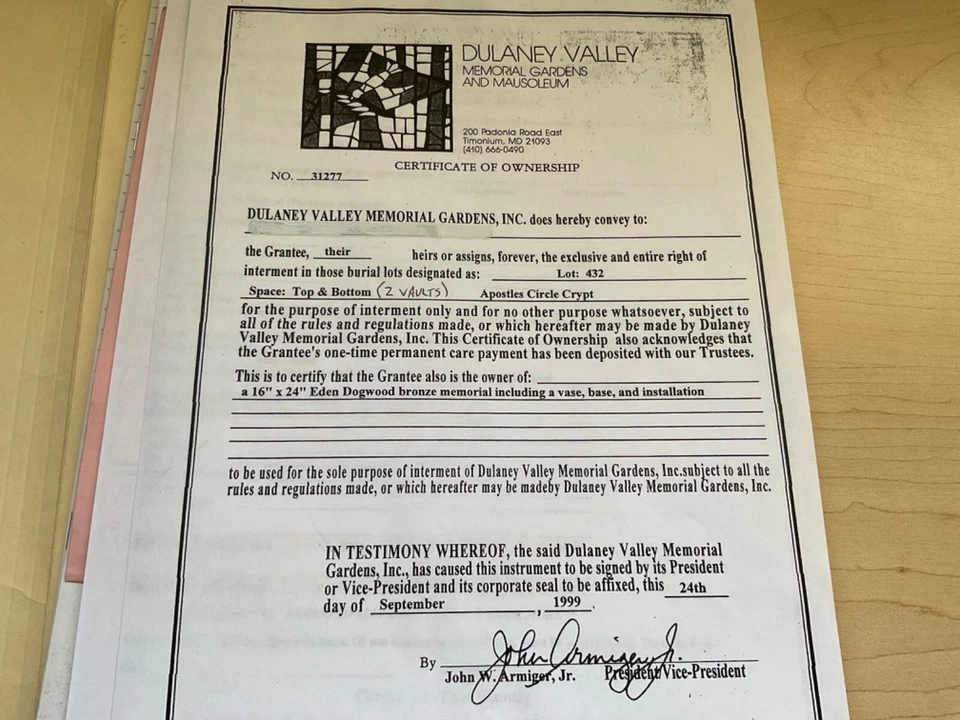 DULANEY VALLEY
MEMORIAL GARDENS
AND MAUSOLEUM
200 Padonia Road East
Timonium, MD 21093
(410) 666-0490
CERTIFICATE OF OWNERSHIP
NO. 31277
DULANEY VALLEY MEMORIAL GARDENS, INC. does hereby convey to:
the Grantee, their heirs or assigns, forever, the exclusive and entire right of
interment in those burial lots designated as: Lot: 432
Space: Top & Bottom (2 VAULTS) Apostles Circle Crypt
for the purpose of interment only and for no other purpose whatsoever, subject to
all of the rules and regulations made, or which hereafter may be made by Dulaney
Valley Memorial Gardens, Inc. This Certificate of Ownership also acknowledges that
the Grantee's one-time permanent care payment has been deposited with our Trustees.
This is to certify that the Grantee also is the owner of:
a 16" x 24" Eden Dogwood bronze memorial including a vase, base, and installation
to be used for the sole purpose of interment of Dulaney Valley Memorial Gardens, Inc.subject to all the
rules and regulations made, or which hereafter may be madeby Dulaney Valley Memorial Gardens, Inc.
IN TESTIMONY WHEREOF, the said Dulaney Valley Memorial
Gardens, Inc., has caused this instrument to be signed by its President
or Vice-President and its corporate seal to be affixed, this 24th
day of September, 1999.
John Armiger, Jr.
By
John W. Armiger, Jr. President/Vice-President